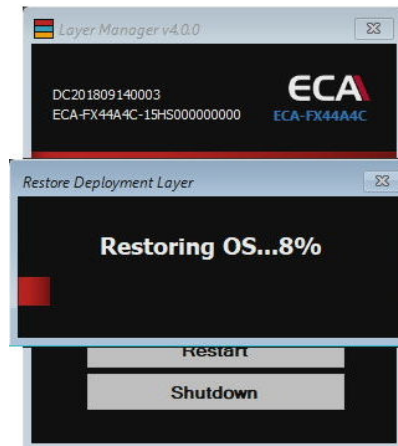 Layer Manager v4.0.0
DC201809140003
ECA-FX44A4C-15HS000000000
ECA
ECA-FX44A4C
Restore Deployment Layer
Restoring OS...8%
Restart
Shutdown